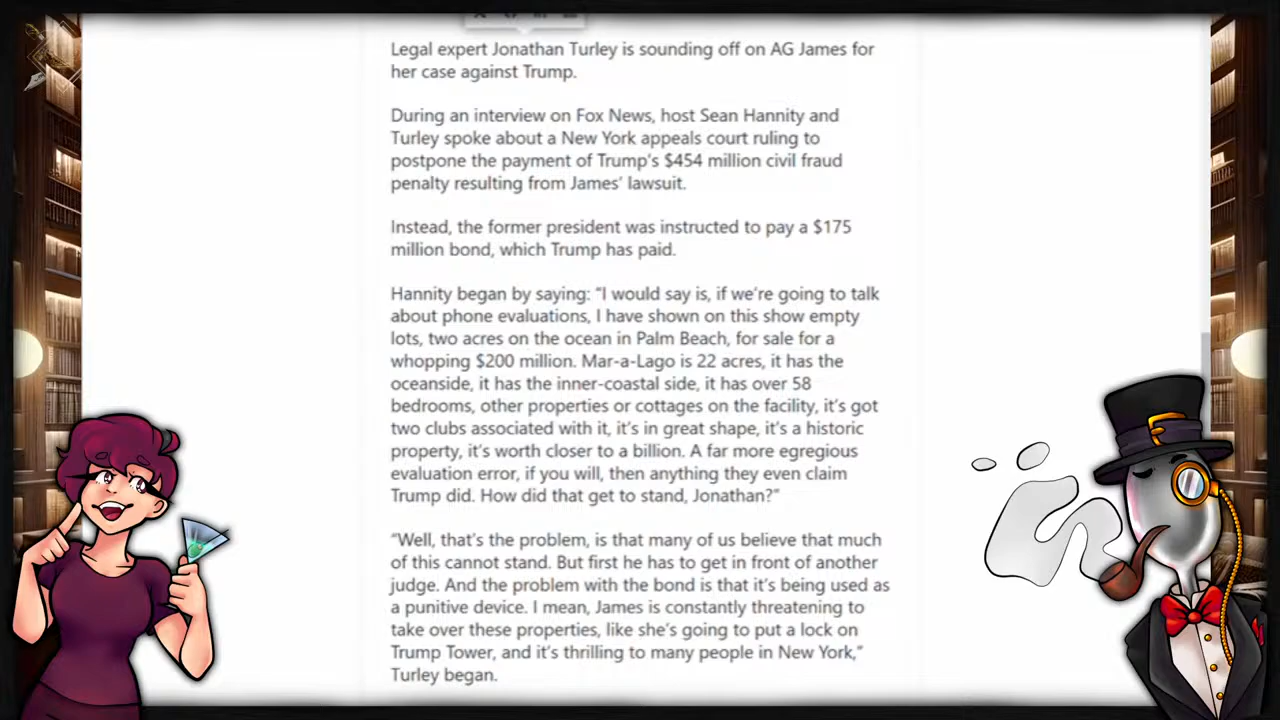 Legal expert Jonathan Turley is sounding off on AG James for
her case against Trump.
During an interview on Fox News, host Sean Hannity and
Turley spoke about a New York appeals court ruling to
postpone the payment of Trump's $454 million civil fraud
penalty resulting from James' lawsuit.
Instead, the former president was instructed to pay a $175
million bond, which Trump has paid.
Hannity began by saying: “I would say is, if we're going to talk
about phone evaluations, I have shown on this show empty
lots, two acres on the ocean in Palm Beach, for sale for a
whopping $200 million. Mar-a-Lago is 22 acres, it has the
oceanside, it has the inner-coastal side, it has over 58
bedrooms, other properties or cottages on the facility, it's got
two clubs associated with it, it's in great shape, it's a historic
property, it's worth closer to a billion. A far more egregious
evaluation error, if you will, then anything they even claim
Trump did. How did that get to stand, Jonathan?”
“Well, that's the problem, is that many of us believe that much
of this cannot stand. But first he has to get in front of another
judge. And the problem with the bond is that it's being used as
a punitive device. I mean, James is constantly threatening to
take over these properties, like she's going to put a lock on
Trump Tower, and it's thrilling to many people in New York,”
Turley began.